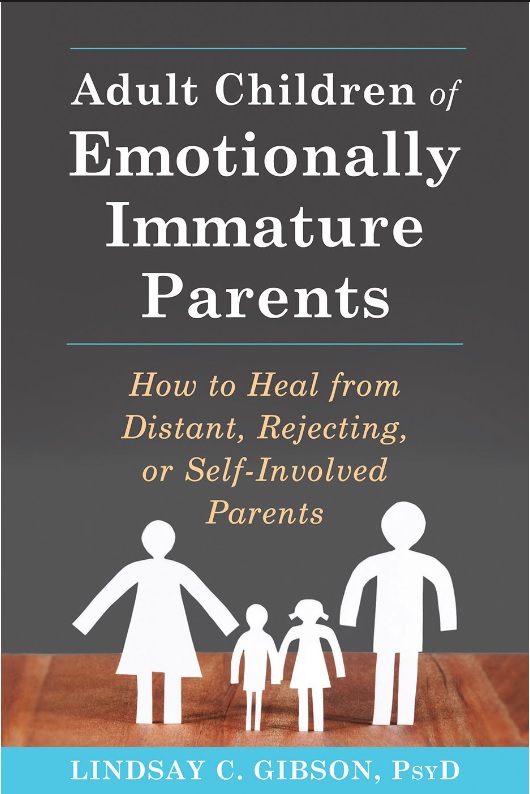 Adult Children of
Emotionally
Immature
Parents
How to Heal from
Distant, Rejecting,
or Self-Involved
Parents
LINDSAY C. GIBSON, PSYD